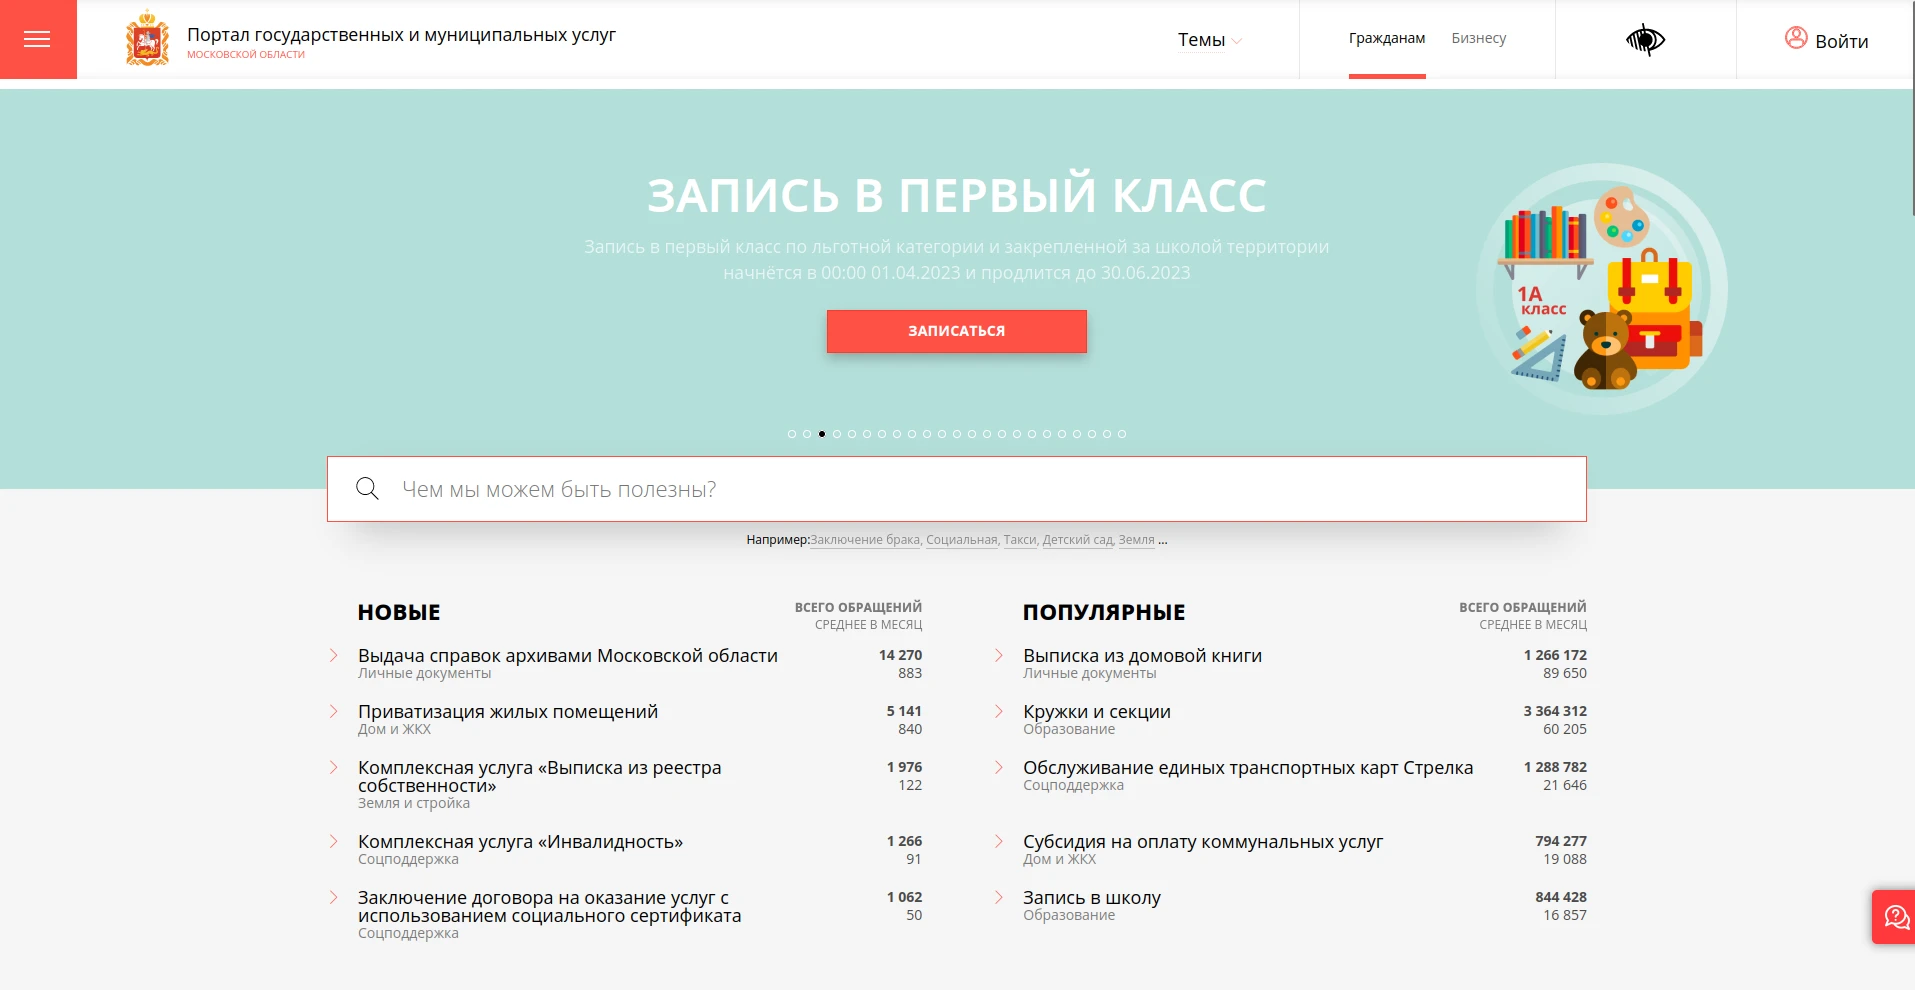 Портал государственных и муниципальных услуг
МОСКОВСКОЙ ОБЛАСТИ
Темы
Гражданам
Бизнесу
Войти
ЗАПИСЬ В ПЕРВЫЙ КЛАСС
Запись в первый класс по льготной категории и закрепленной за школой территории
начнётся в 00:00 01.04.2023 и продлится до 30.06.2023
ЗАПИСАТЬСЯ
1А
класс
Чем мы можем быть полезны?
Например:Заключение брака, Социальная, Такси, Детский сад, Земля ...
НОВЫЕ
ВСЕГО ОБРАЩЕНИЙ
СРЕДНЕЕ В МЕСЯЦ
Выдача справок архивами Московской области
14 270
Личные документы
883
Приватизация жилых помещений
5 141
Дом и ЖКХ
840
Комплексная услуга «Выписка из реестра
собственности»
1 976
122
Земля и стройка
Комплексная услуга «Инвалидность»
1 266
Соцподдержка
91
Заключение договора на оказание услуг с
использованием социального сертификата
1 062
50
Соцподдержка
ПОПУЛЯРНЫЕ
ВСЕГО ОБРАЩЕНИЙ
СРЕДНЕЕ В МЕСЯЦ
Выписка из домовой книги
1 266 172
Личные документы
89 650
Кружки и секции
3 364 312
Образование
60 205
Обслуживание единых транспортных карт Стрелка
1 288 782
Соцподдержка
21 646
Субсидия на оплату коммунальных услуг
794 277
Дом и ЖКХ
19 088
Запись в школу
844 428
Образование
16 857